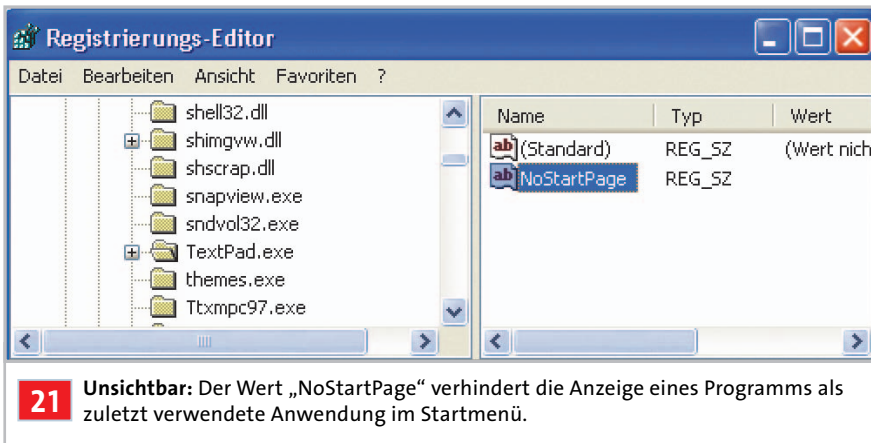 Registrierungs-Editor
Datei Bearbeiten Ansicht Favoriten ?
shell32.dll
shimgvw.dll
shscrap.dll
snapview.exe
sndvol32.exe
TextPad.exe
themes.exe
Ttxmpc97.exe
Name Typ Wert
ab (Standard) REG_SZ (Wert nich
ab NoStartPage REG_SZ
21 Unsichtbar: Der Wert „NoStartPage“ verhindert die Anzeige eines Programms als
zuletzt verwendete Anwendung im Startmenü.